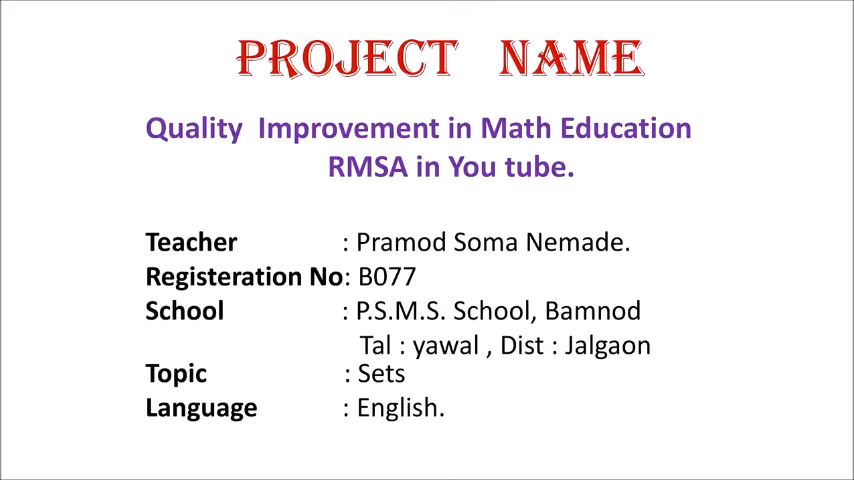 PROJECT NAME
Quality Improvement in Math Education
RMSA in You tube.
Teacher : Pramod Soma Nemade.
Registeration No: B077
School : P.S.M.S. School, Bamnod
Tal : yawal , Dist : Jalgaon
Topic : Sets
Language : English.